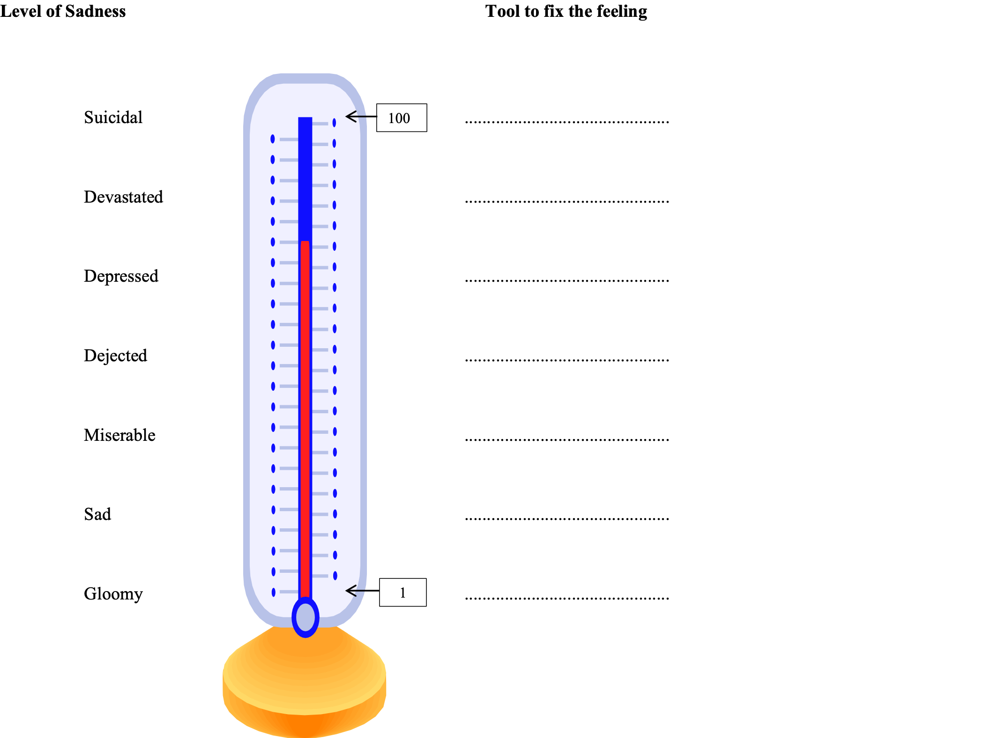 Level of Sadness Tool to fix the feeling
Suicidal 100 ..............................................
Devastated ..............................................
Depressed ..............................................
Dejected ..............................................
Miserable ..............................................
Sad ..............................................
Gloomy 1 ..............................................